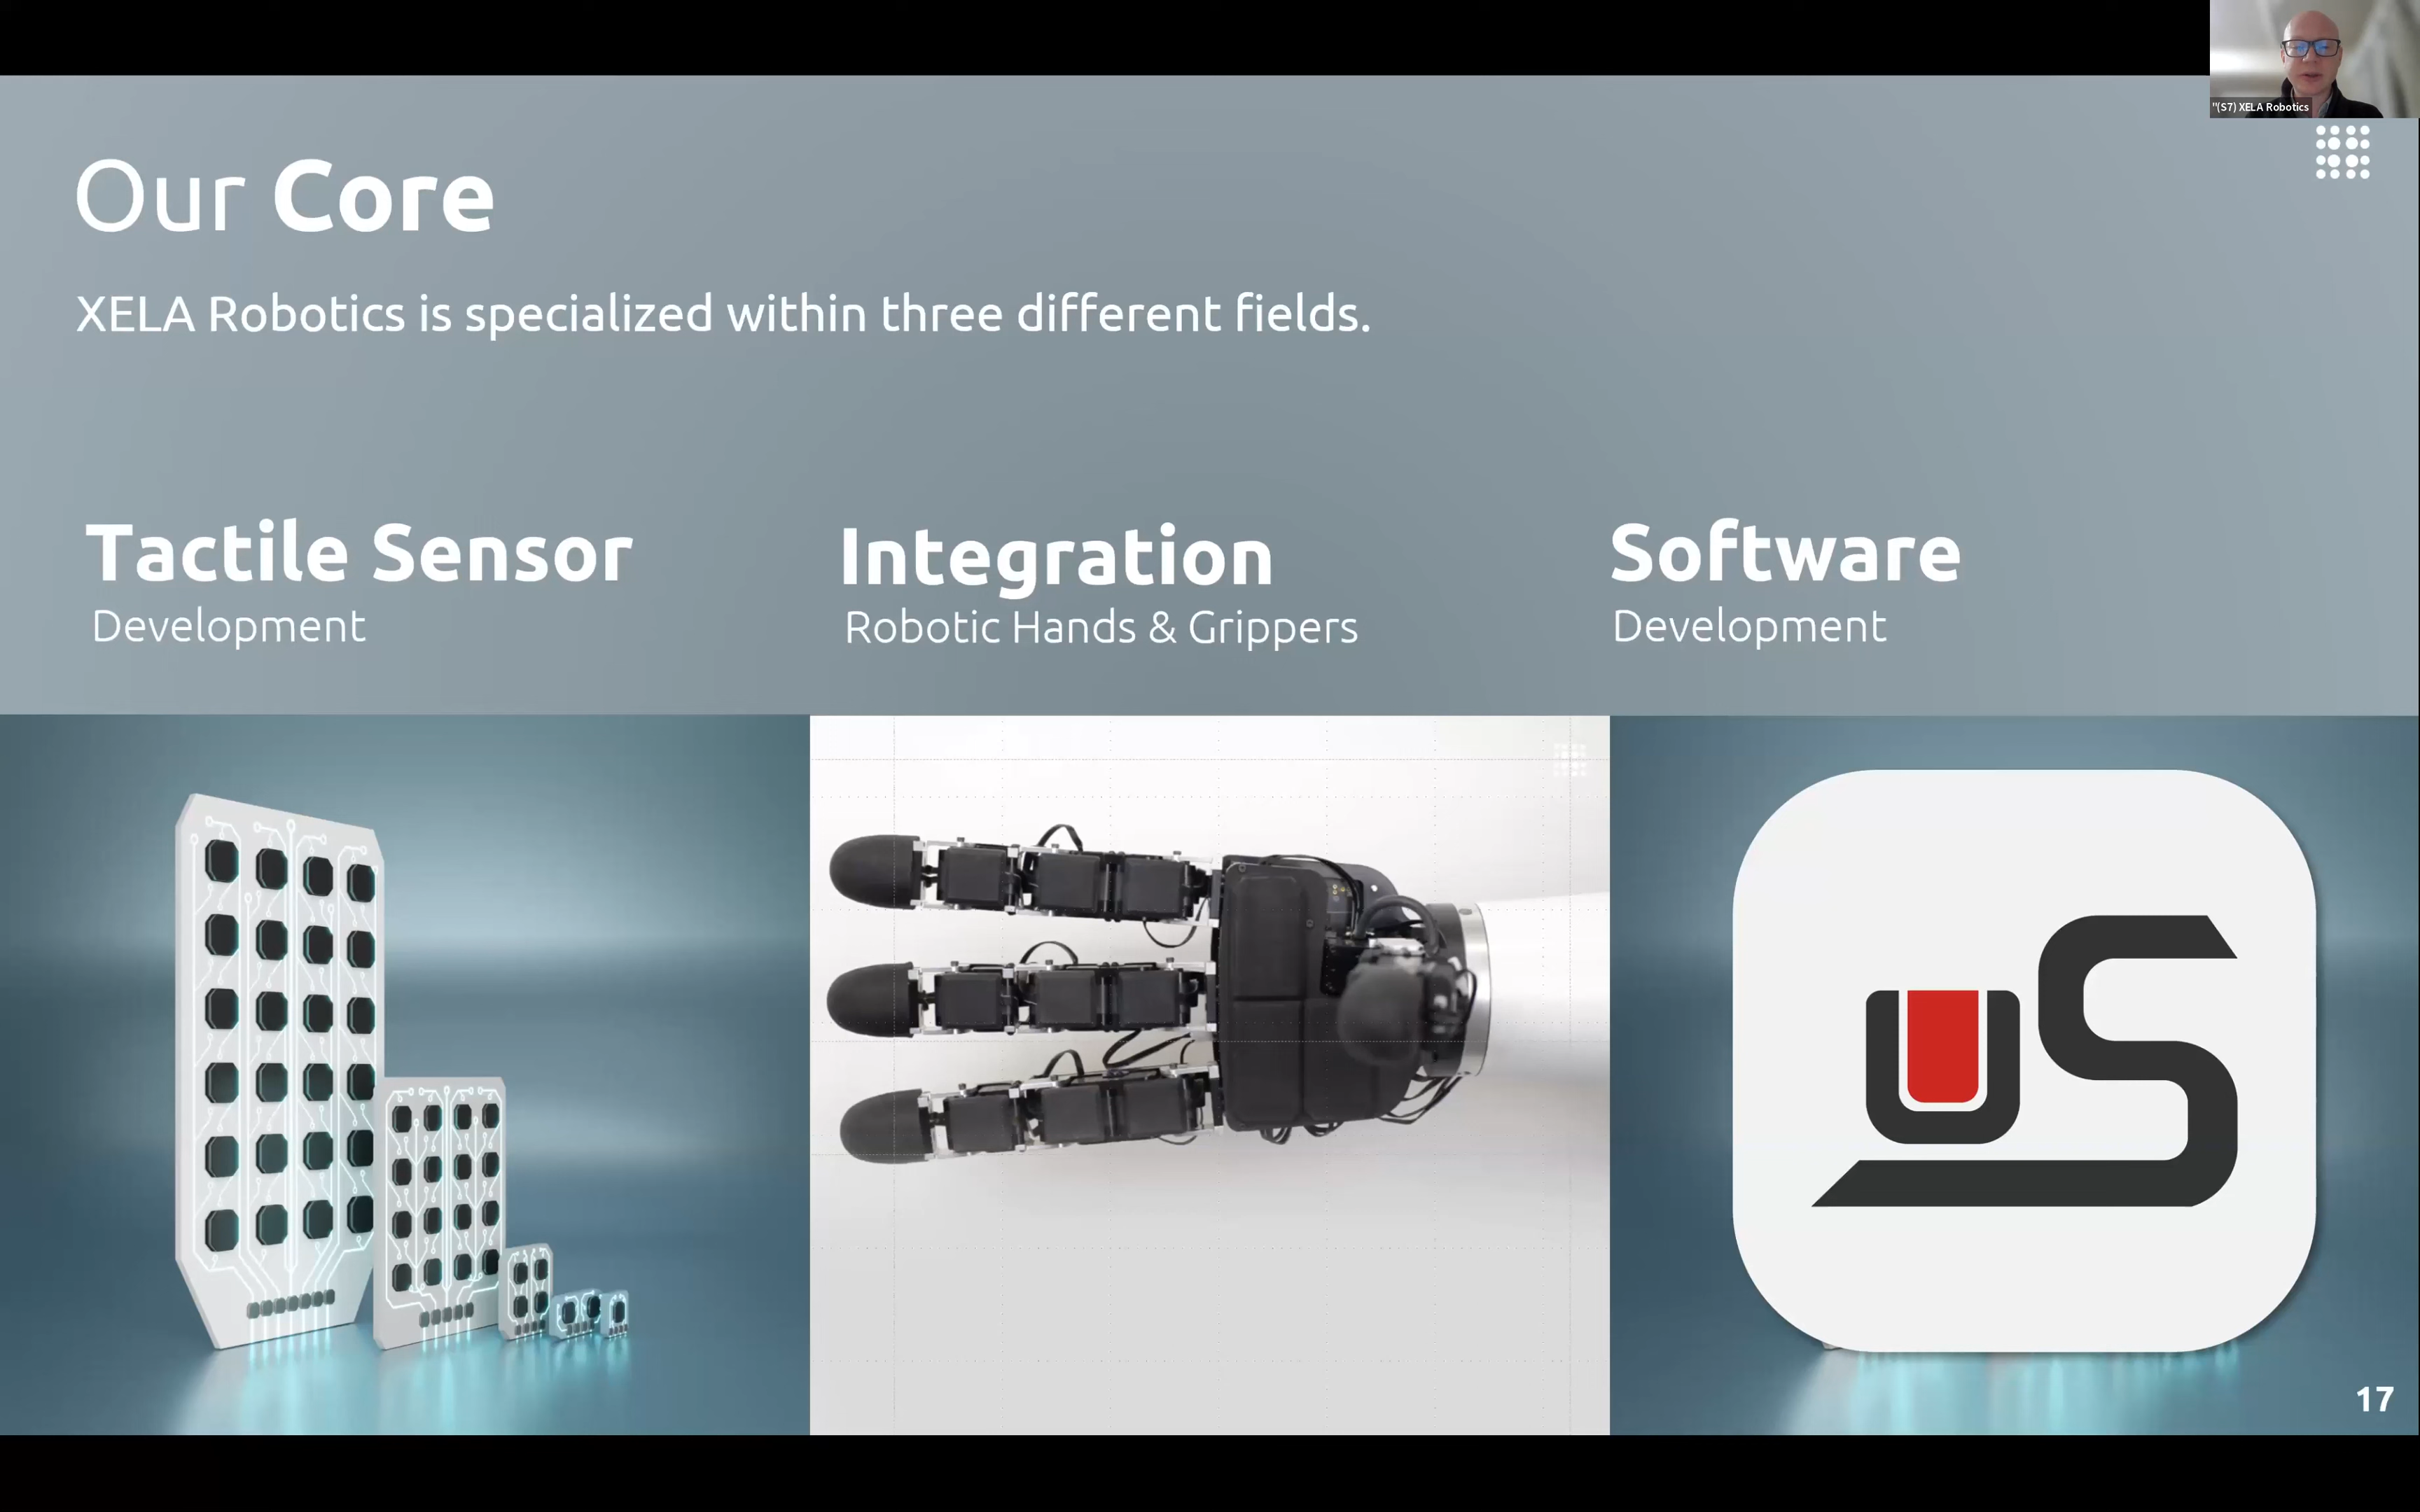 "(S7) XELA Robotics
Our Core
XELA Robotics is specialized within three different fields.
Tactile Sensor
Development
Integration
Robotic Hands & Grippers
Software
Development
uS
17